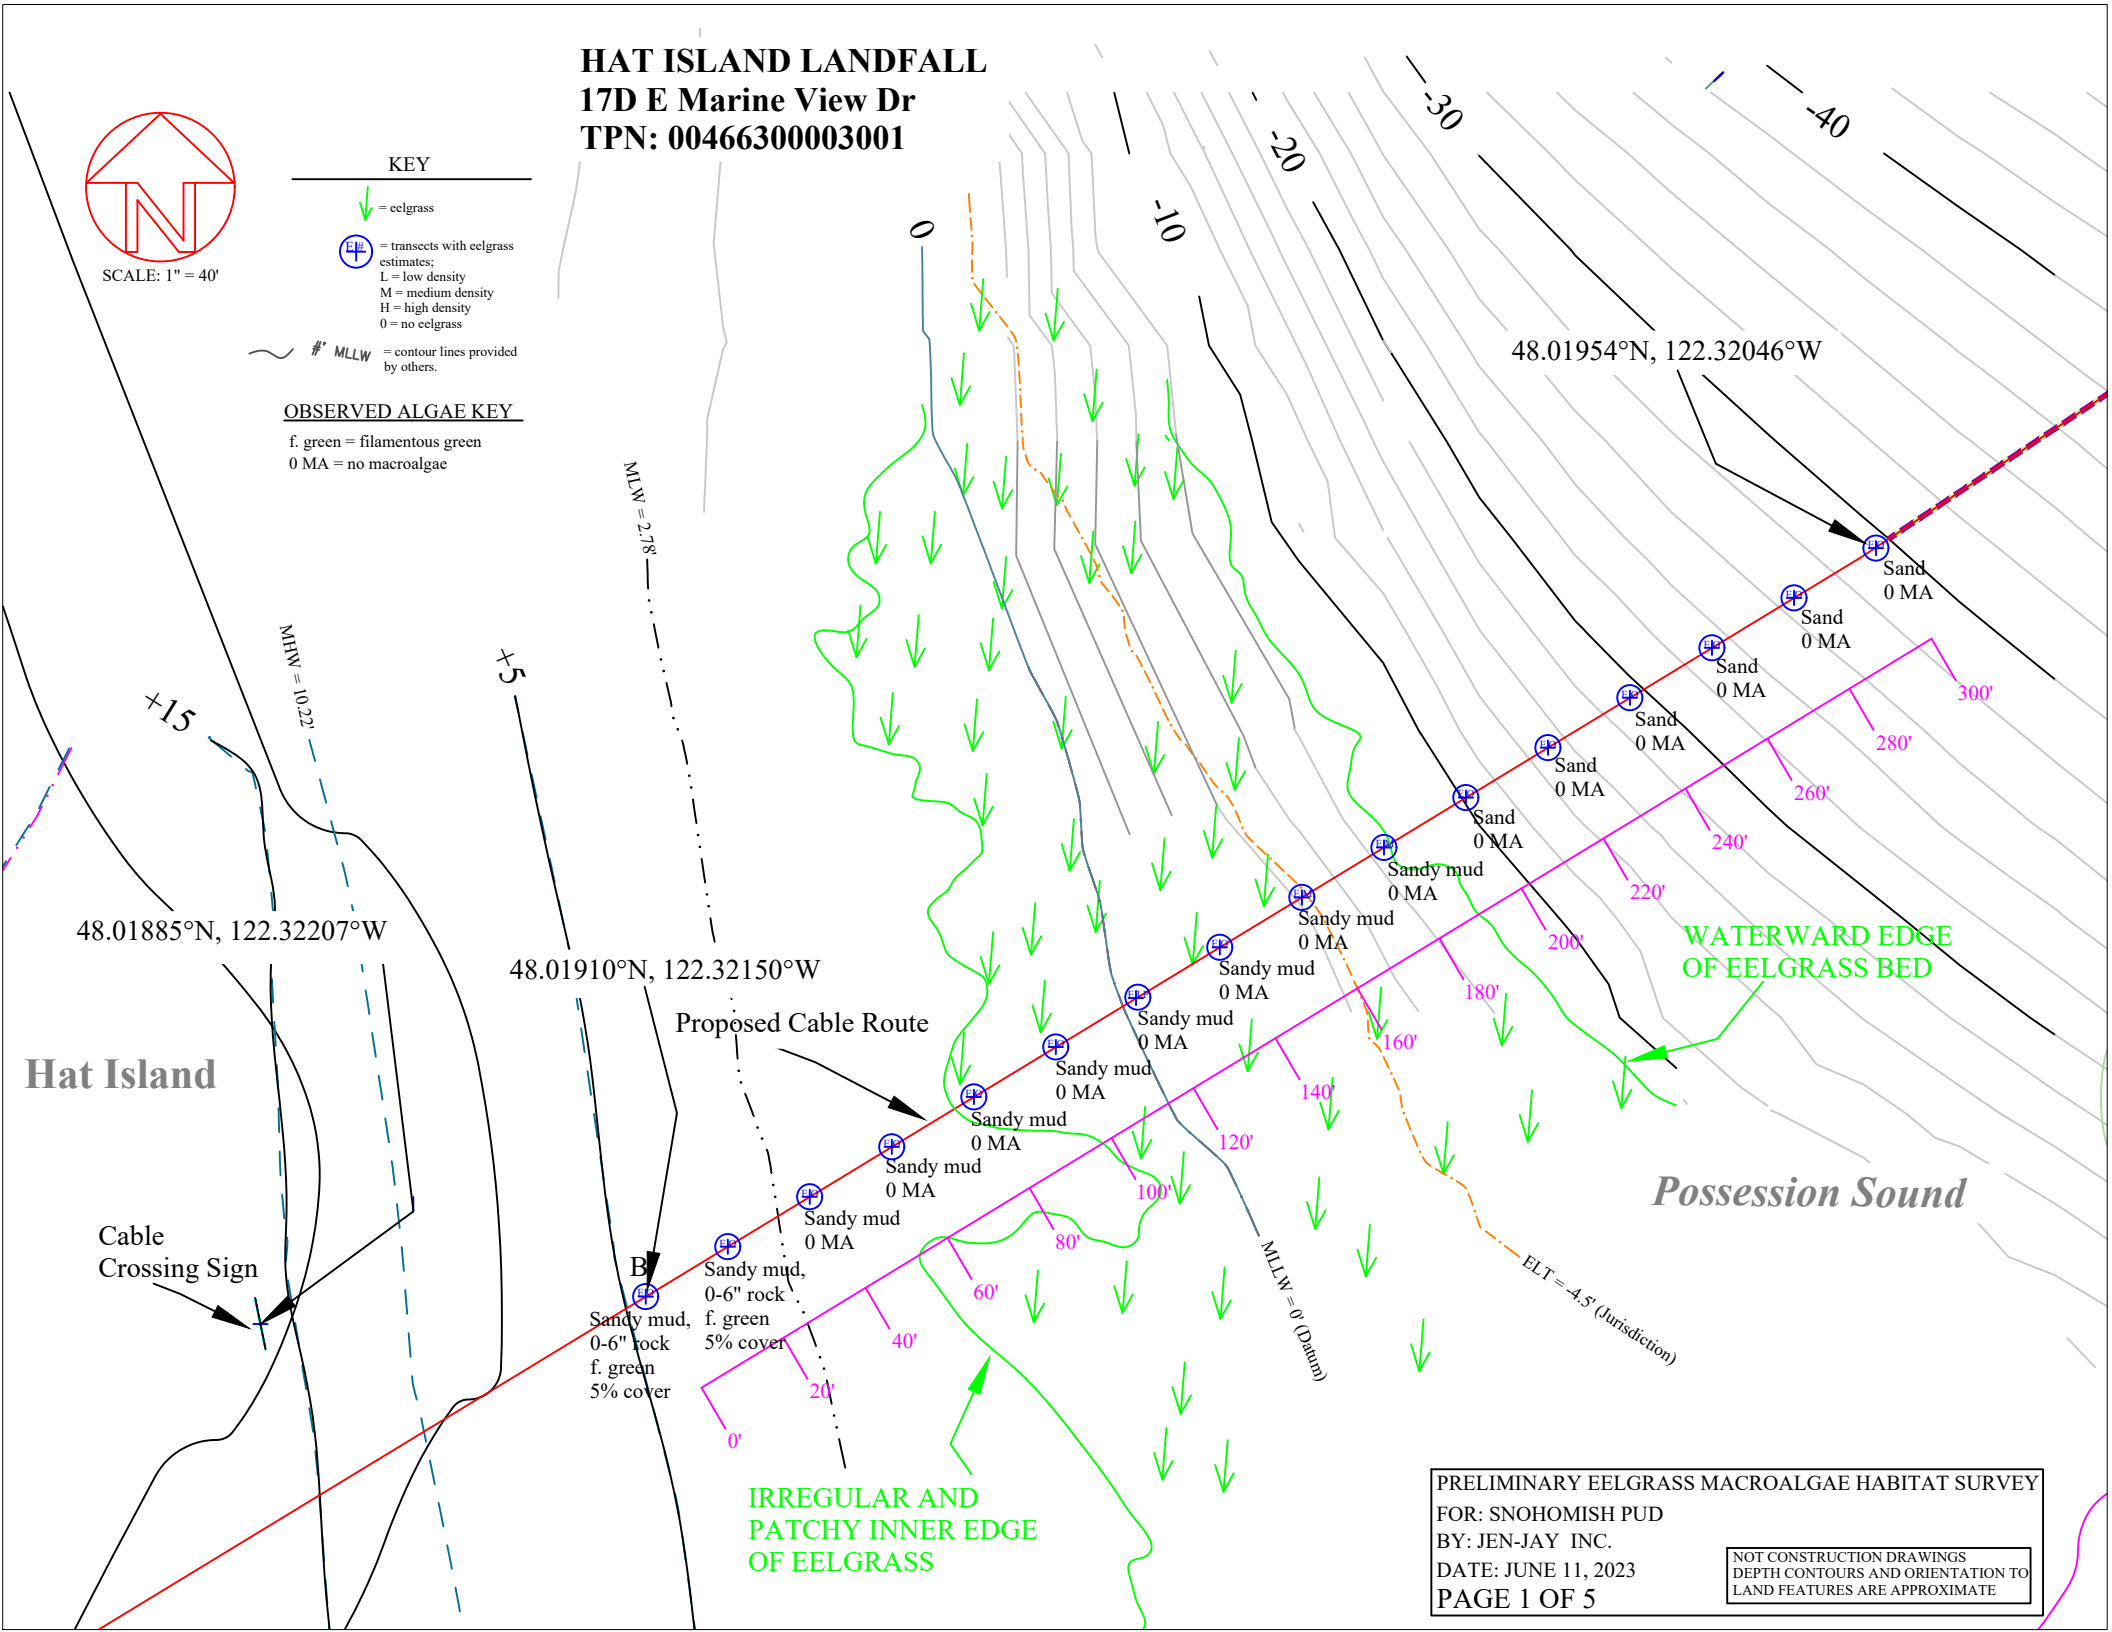 HAT ISLAND LANDFALL
17D E Marine View Dr
TPN: 00466300003001
N
SCALE: 1" = 40'
KEY
= eelgrass
E#
= transects with eelgrass
estimates;
L = low density
M = medium density
H = high density
0 = no eelgrass
#' MLLW
= contour lines provided
by others.
OBSERVED ALGAE KEY
f. green = filamentous green
0 MA = no macroalgae
0
-10
-20
-30
-40
+15
+5
MHW = 10.22'
MLW = 2.78'
48.01954°N, 122.32046°W
48.01885°N, 122.32207°W
48.01910°N, 122.32150°W
Proposed Cable Route
Hat Island
Cable
Crossing Sign
B
Sandy mud,
0-6" rock
f. green
5% cover
Sandy mud,
0-6" rock
f. green
5% cover
Sandy mud
0 MA
Sandy mud
0 MA
Sandy mud
0 MA
Sandy mud
0 MA
Sandy mud
0 MA
Sandy mud
0 MA
Sandy mud
0 MA
Sandy mud
0 MA
Sand
0 MA
Sand
0 MA
Sand
0 MA
Sand
0 MA
Sand
0 MA
Sand
0 MA
0'
20'
40'
60'
80'
100'
120'
140'
160'
180'
200'
220'
240'
260'
280'
300'
WATERWARD EDGE
OF EELGRASS BED
Possession Sound
MLLW = 0' (Datum)
ELT = -4.5' (Jurisdiction)
IRREGULAR AND
PATCHY INNER EDGE
OF EELGRASS
PRELIMINARY EELGRASS MACROALGAE HABITAT SURVEY
FOR: SNOHOMISH PUD
BY: JEN-JAY INC.
DATE: JUNE 11, 2023
PAGE 1 OF 5
NOT CONSTRUCTION DRAWINGS
DEPTH CONTOURS AND ORIENTATION TO
LAND FEATURES ARE APPROXIMATE